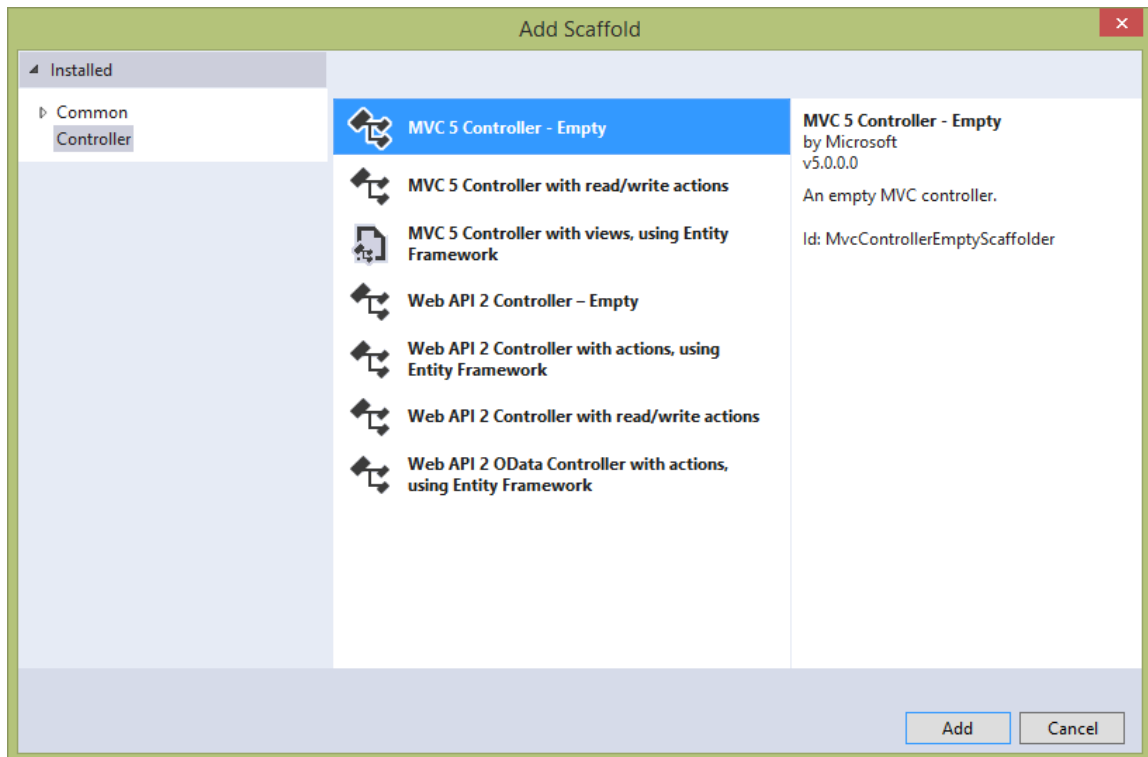 Add Scaffold
Installed
Common
Controller
MVC 5 Controller - Empty
MVC 5 Controller with read/write actions
MVC 5 Controller with views, using Entity
Framework
Web API 2 Controller – Empty
Web API 2 Controller with actions, using
Entity Framework
Web API 2 Controller with read/write actions
Web API 2 OData Controller with actions,
using Entity Framework
MVC 5 Controller - Empty
by Microsoft
v5.0.0.0
An empty MVC controller.
Id: MvcControllerEmptyScaffolder
Add
Cancel